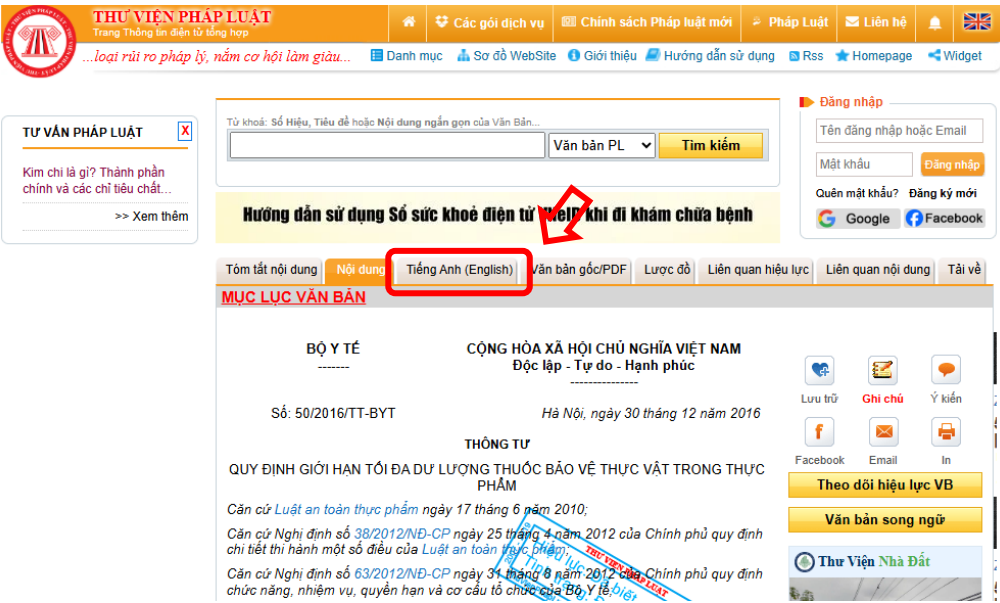 THƯ VIỆN PHÁP LUẬT
Trang Thông tin điện tử tổng hợp
Các gói dịch vụ
Chính sách Pháp luật mới
Pháp Luật
Liên hệ
...loại rủi ro pháp lý, nắm cơ hội làm giàu...
Danh mục
Sơ đồ WebSite
Giới thiệu
Hướng dẫn sử dụng
Rss
Homepage
Widget
TƯ VẤN PHÁP LUẬT
X
Kim chi là gì? Thành phần
chính và các chỉ tiêu chất...
>> Xem thêm
Từ khoá: Số Hiệu, Tiêu đề hoặc Nội dung ngắn gọn của Văn Bản...
Văn bản PL
Tìm kiếm
Đăng nhập
Tên đăng nhập hoặc Email
Mật khẩu
Đăng nhập
Quên mật khẩu? Đăng ký mới
Google
Facebook
Hướng dẫn sử dụng Sổ sức khoẻ điện tử VNeID khi đi khám chữa bệnh
Tóm tắt nội dung
Nội dung
Tiếng Anh (English)
Văn bản gốc/PDF
Lược đồ
Liên quan hiệu lực
Liên quan nội dung
Tải về
MỤC LỤC VĂN BẢN
BỘ Y TẾ
-------
CỘNG HÒA XÃ HỘI CHỦ NGHĨA VIỆT NAM
Độc lập - Tự do - Hạnh phúc
---------------
Số: 50/2016/TT-BYT
Hà Nội, ngày 30 tháng 12 năm 2016
THÔNG TƯ
QUY ĐỊNH GIỚI HẠN TỐI ĐA DƯ LƯỢNG THUỐC BẢO VỆ THỰC VẬT TRONG THỰC
PHẨM
Căn cứ Luật an toàn thực phẩm ngày 17 tháng 6 năm 2010;
Căn cứ Nghị định số 38/2012/NĐ-CP ngày 25 tháng 4 năm 2012 của Chính phủ quy định
chi tiết thi hành một số điều của Luật an toàn thực phẩm;
Căn cứ Nghị định số 63/2012/NĐ-CP ngày 31 tháng 8 năm 2012 của Chính phủ quy định
chức năng, nhiệm vụ, quyền hạn và cơ cấu tổ chức của Bộ Y tế;
THƯ VIỆN PHÁP LUẬT
Lưu trữ
Ghi chú
Ý kiến
Facebook
Email
In
Theo dõi hiệu lực VB
Văn bản song ngữ
Thư Viện Nhà Đất